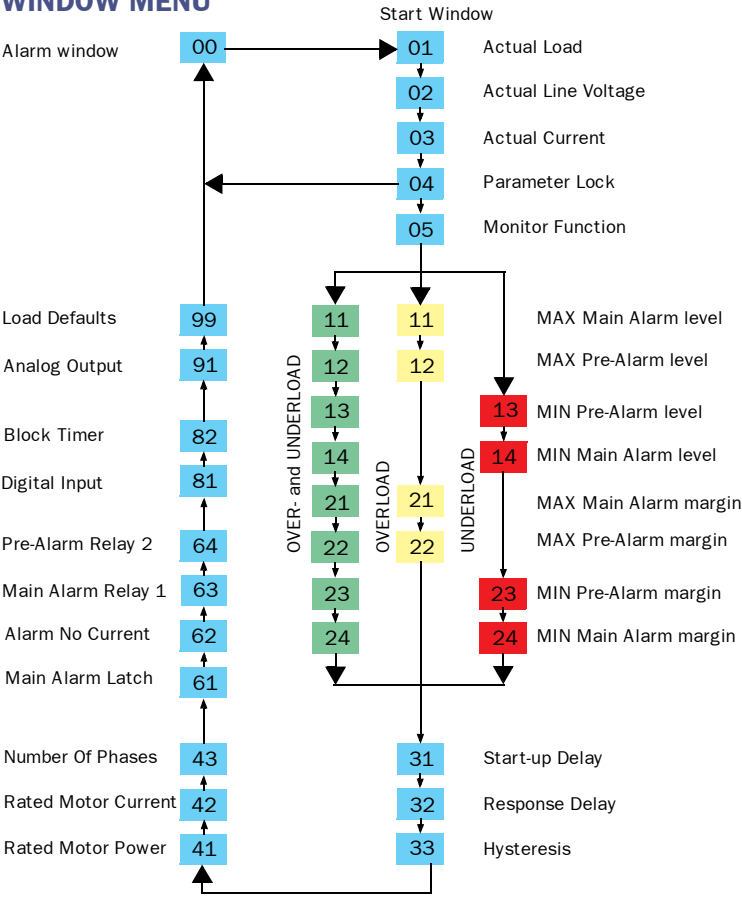 WINDOW MENU
Start Window
Alarm window 00 01 Actual Load
02 Actual Line Voltage
03 Actual Current
04 Parameter Lock
05 Monitor Function
Load Defaults 99 11 11 MAX Main Alarm level
Analog Output 91 12 12 MAX Pre-Alarm level
13 13 MIN Pre-Alarm level
Block Timer 82
14 14 MIN Main Alarm level
Digital Input 81
OVER- and UNDERLOAD
OVERLOAD
UNDERLOAD
21 21 MAX Main Alarm margin
Pre-Alarm Relay 2 64 22 22 MAX Pre-Alarm margin
Main Alarm Relay 1 63 23 23 MIN Pre-Alarm margin
Alarm No Current 62 24 24 MIN Main Alarm margin
Main Alarm Latch 61
Number Of Phases 43 31 Start-up Delay
Rated Motor Current 42 32 Response Delay
Rated Motor Power 41 33 Hysteresis